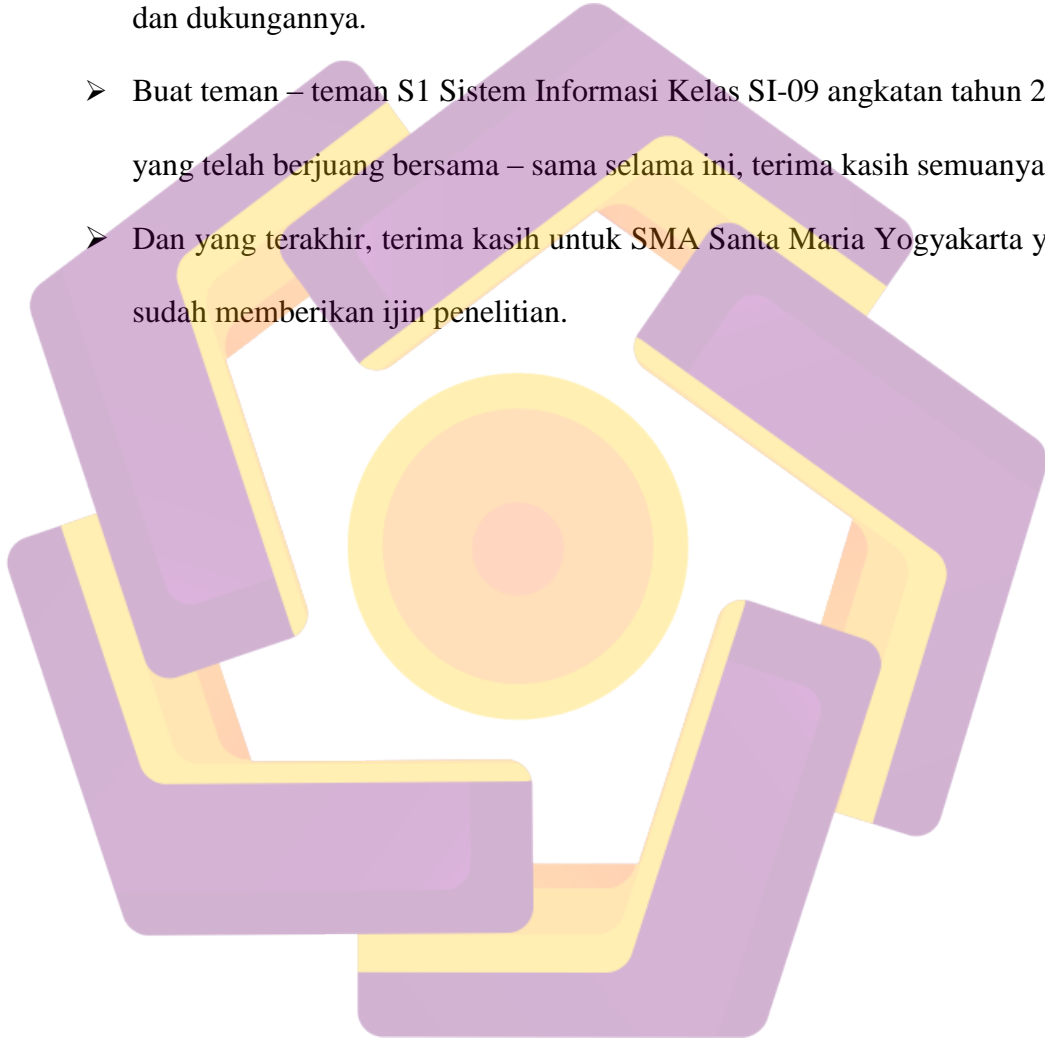 dan dukungannya.
➢ Buat teman – teman S1 Sistem Informasi Kelas SI-09 angkatan tahun 2
yang telah berjuang bersama – sama selama ini, terima kasih semuanya
➢ Dan yang terakhir, terima kasih untuk SMA Santa Maria Yogyakarta y
sudah memberikan ijin penelitian.